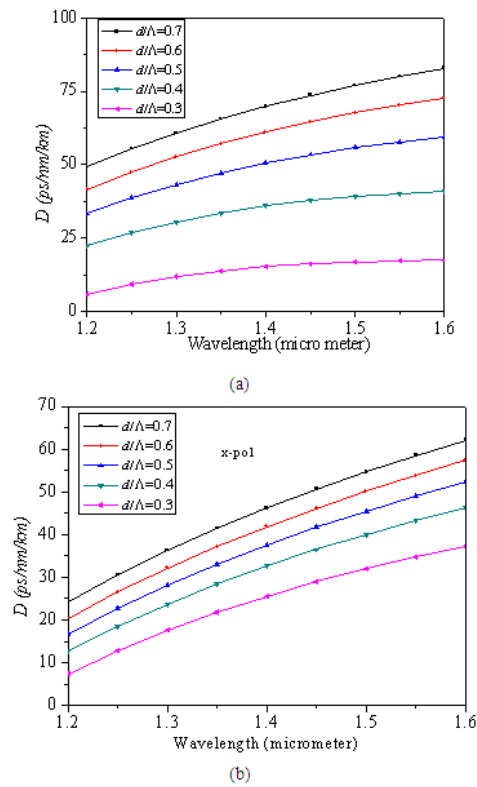 100
75
50
25
0
D (ps/nm/km)
d/Λ=0.7
d/Λ=0.6
d/Λ=0.5
d/Λ=0.4
d/Λ=0.3
1.2 1.3 1.4 1.5 1.6
Wavelength (micro meter)
(a)
70
60
50
40
30
20
10
0
D (ps/nm/km)
d/Λ=0.7
d/Λ=0.6
d/Λ=0.5
d/Λ=0.4
d/Λ=0.3
x-pol
1.2 1.3 1.4 1.5 1.6
Wavelength (micrometer)
(b)